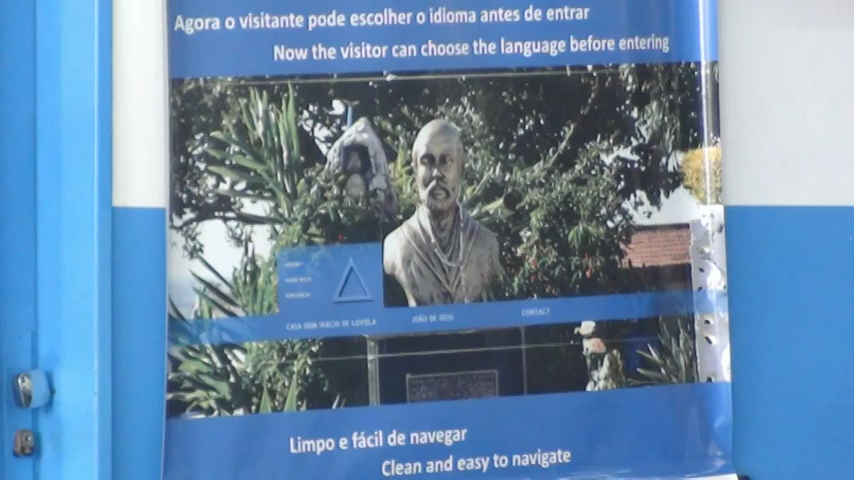 Agora o visitante pode escolher o idioma antes de entrar
Now the visitor can choose the language before entering
CASA DOM INÁCIO DE LOYOLA
JOÃO DE DEUS
CONTACT
Limpo e fácil de navegar
Clean and easy to navigate